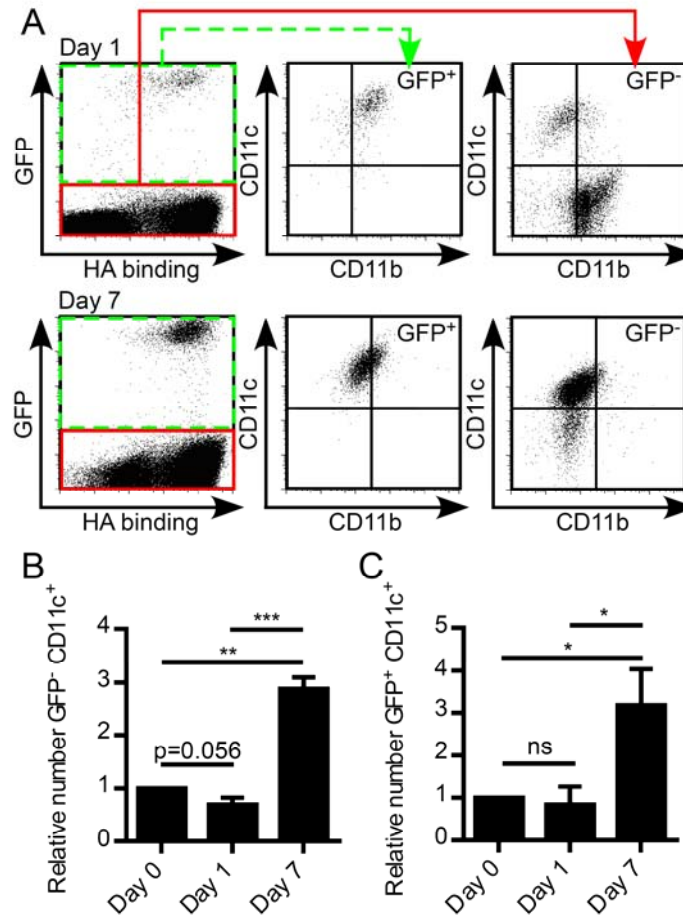 A
Day 1
GFP
HA binding
CD11c
GFP⁺
CD11b
CD11c
GFP⁻
CD11b
Day 7
GFP
HA binding
CD11c
GFP⁺
CD11b
CD11c
GFP⁻
CD11b
B
Relative number GFP⁻ CD11c⁺
4
3
2
1
0
***
**
p=0.056
Day 0
Day 1
Day 7
C
Relative number GFP⁺ CD11c⁺
5
4
3
2
1
0
*
*
ns
Day 0
Day 1
Day 7